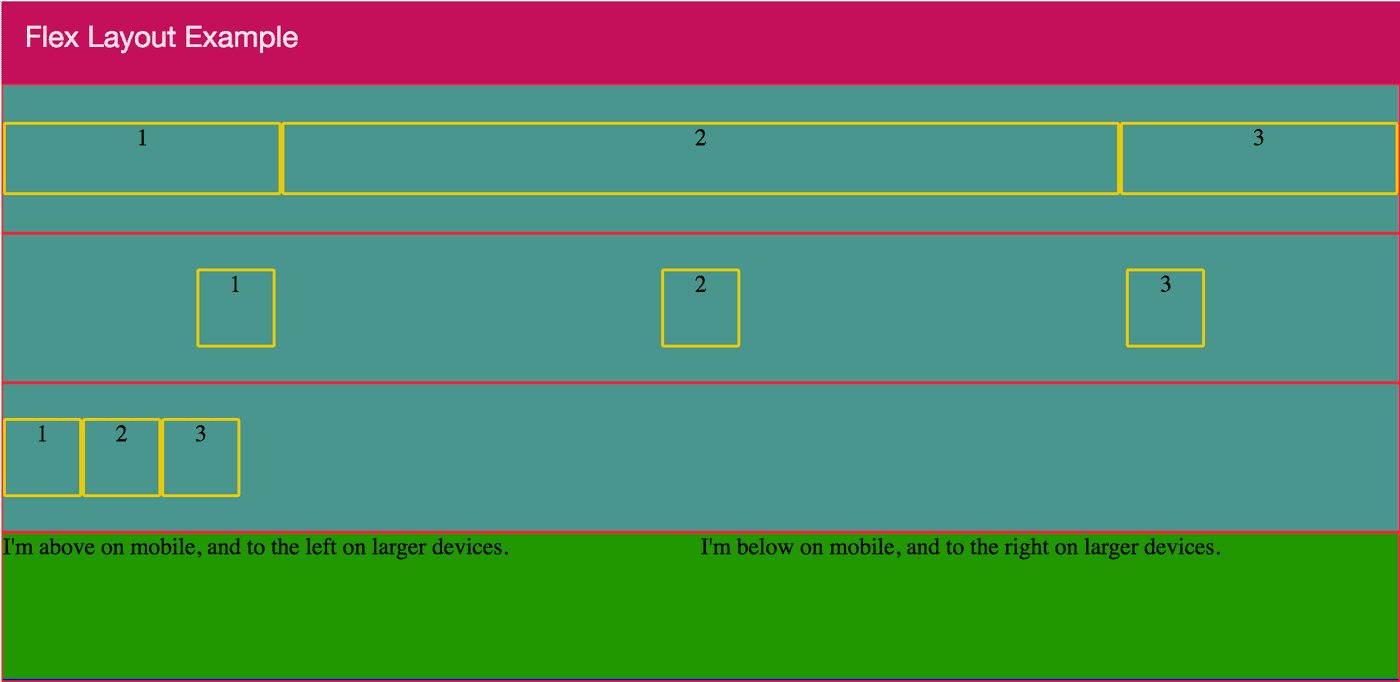 Flex Layout Example
1 2 3
1 2 3
1 2 3
I'm above on mobile, and to the left on larger devices. I'm below on mobile, and to the right on larger devices.